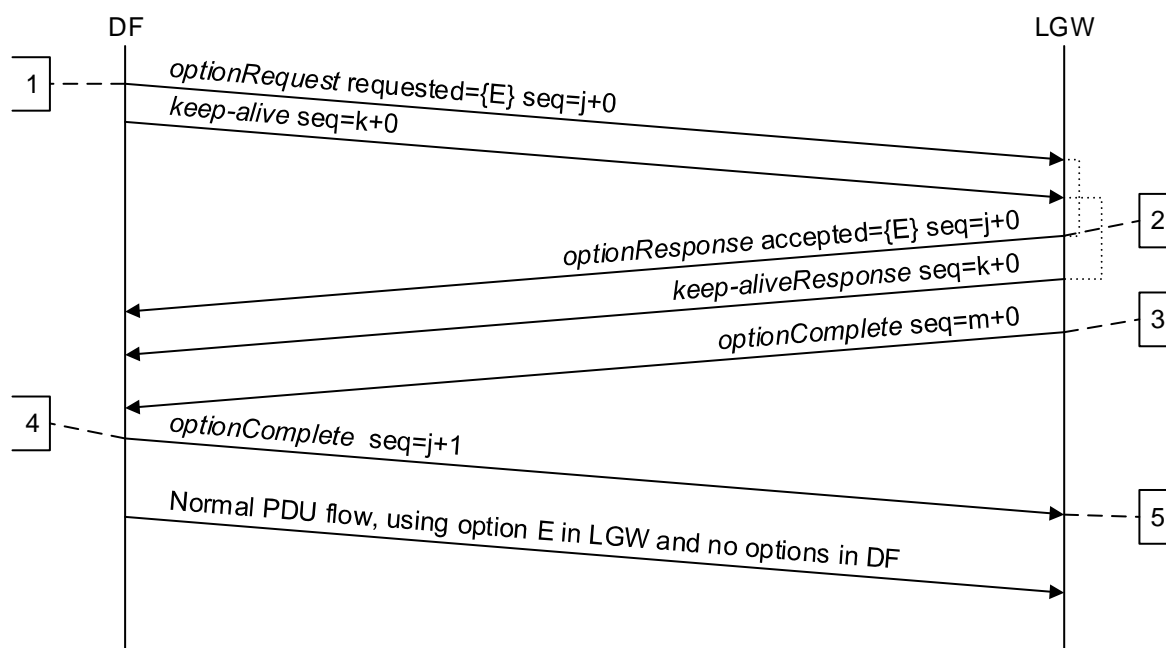 DF
LGW
1
optionRequest requested={E} seq=j+0
keep-alive seq=k+0
2
optionResponse accepted={E} seq=j+0
keep-aliveResponse seq=k+0
3
optionComplete seq=m+0
4
optionComplete seq=j+1
5
Normal PDU flow, using option E in LGW and no options in DF